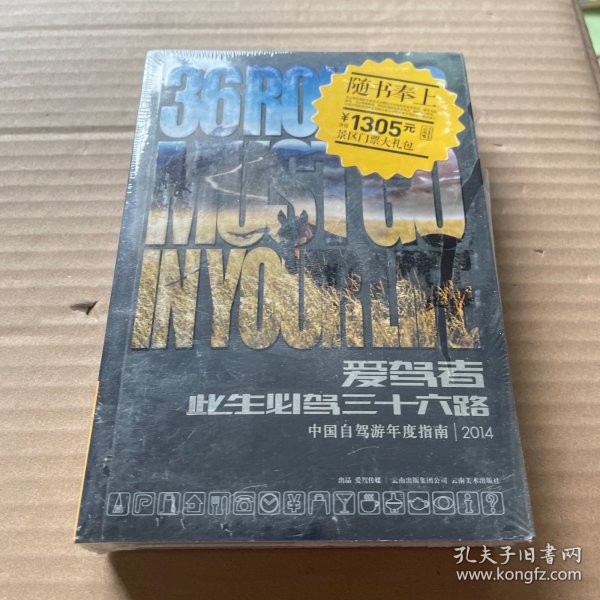 36 RO
MUST GO
IN YOUR LIFE
随书奉上
¥1305元
景区门票大礼包
爱驾者
此生必驾三十六路
中国自驾游年度指南 | 2014
出品 爱驾传媒 云南出版集团公司 云南美术出版社
孔夫子旧书网
www.kongfz.com